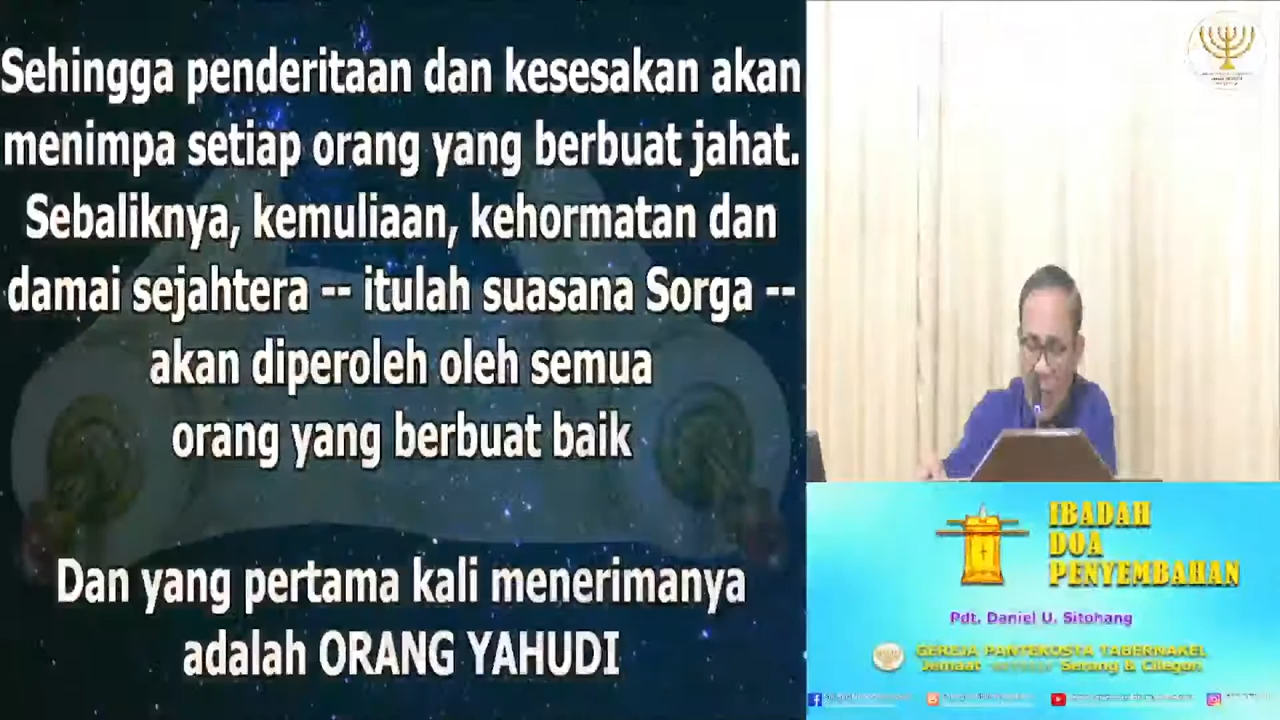 Sehingga penderitaan dan kesesakan akan
menimpa setiap orang yang berbuat jahat.
Sebaliknya, kemuliaan, kehormatan dan
damai sejahtera -- itulah suasana Sorga --
akan diperoleh oleh semua
orang yang berbuat baik
Dan yang pertama kali menerimanya
adalah ORANG YAHUDI
IBADAH
DOA
PENYEMBAHAN
Pdt. Daniel U. Sitohang
GEREJA PANTEKOSTA TABERNAKEL
Jemaat Serang & Cilegon